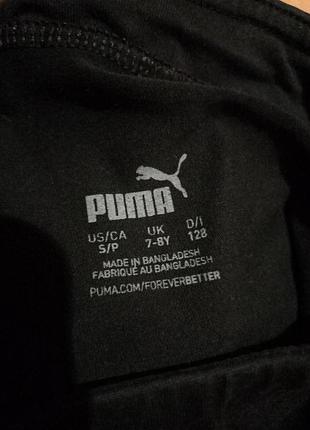 PUMA
US/CA UK D/I
S/P 7-8Y 128
MADE IN BANGLADESH
FABRIQUÉ AU BANGLADESH
PUMA.COM/FOREVERBETTER